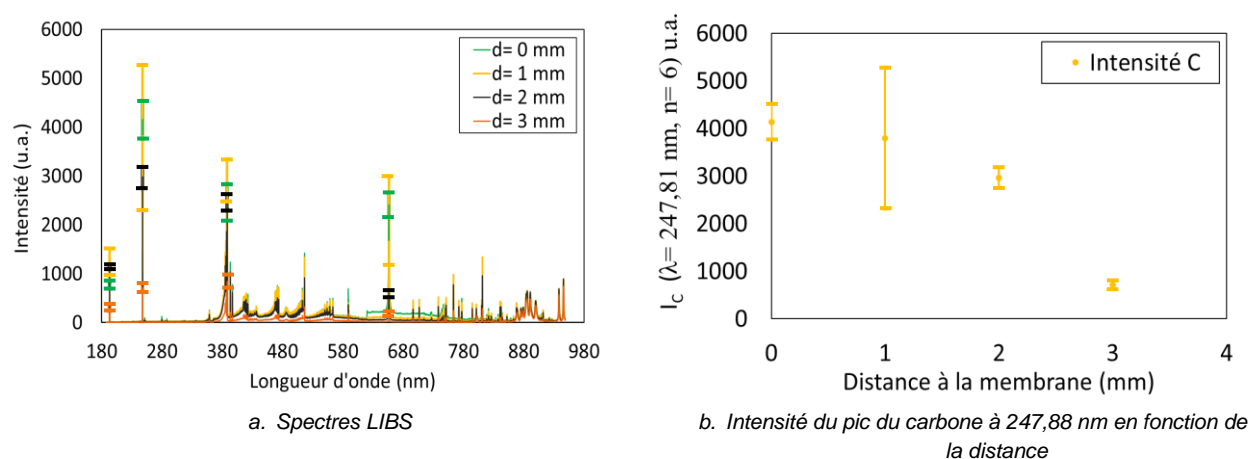 6000
5000
4000
3000
2000
1000
0
Intensité (u.a.)
180 280 380 480 580 680 780 880 980
Longueur d'onde (nm)
d= 0 mm
d= 1 mm
d= 2 mm
d= 3 mm
a. Spectres LIBS
6000
5000
4000
3000
2000
1000
0
I_C (λ= 247,81 nm, n= 6) u.a.
0 1 2 3 4
Distance à la membrane (mm)
Intensité C
b. Intensité du pic du carbone à 247,88 nm en fonction de
la distance